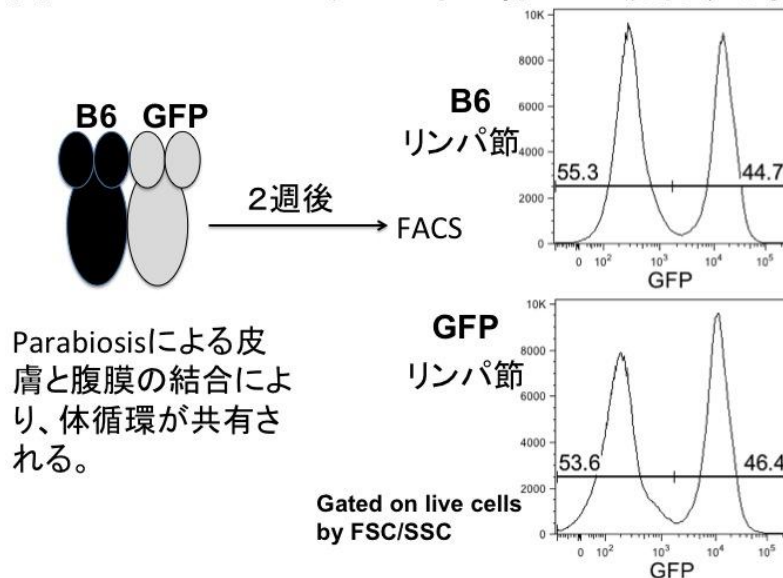 B6 GFP
2週後
FACS
Parabiosisによる皮
膚と腹膜の結合によ
り、体循環が共有さ
れる。
B6
リンパ節
10K
8000
6000
4000
2000
0
55.3
44.7
0 10² 10³ 10⁴ 10⁵
GFP
GFP
リンパ節
10K
8000
6000
4000
2000
0
53.6
46.4
0 10² 10³ 10⁴ 10⁵
GFP
Gated on live cells
by FSC/SSC